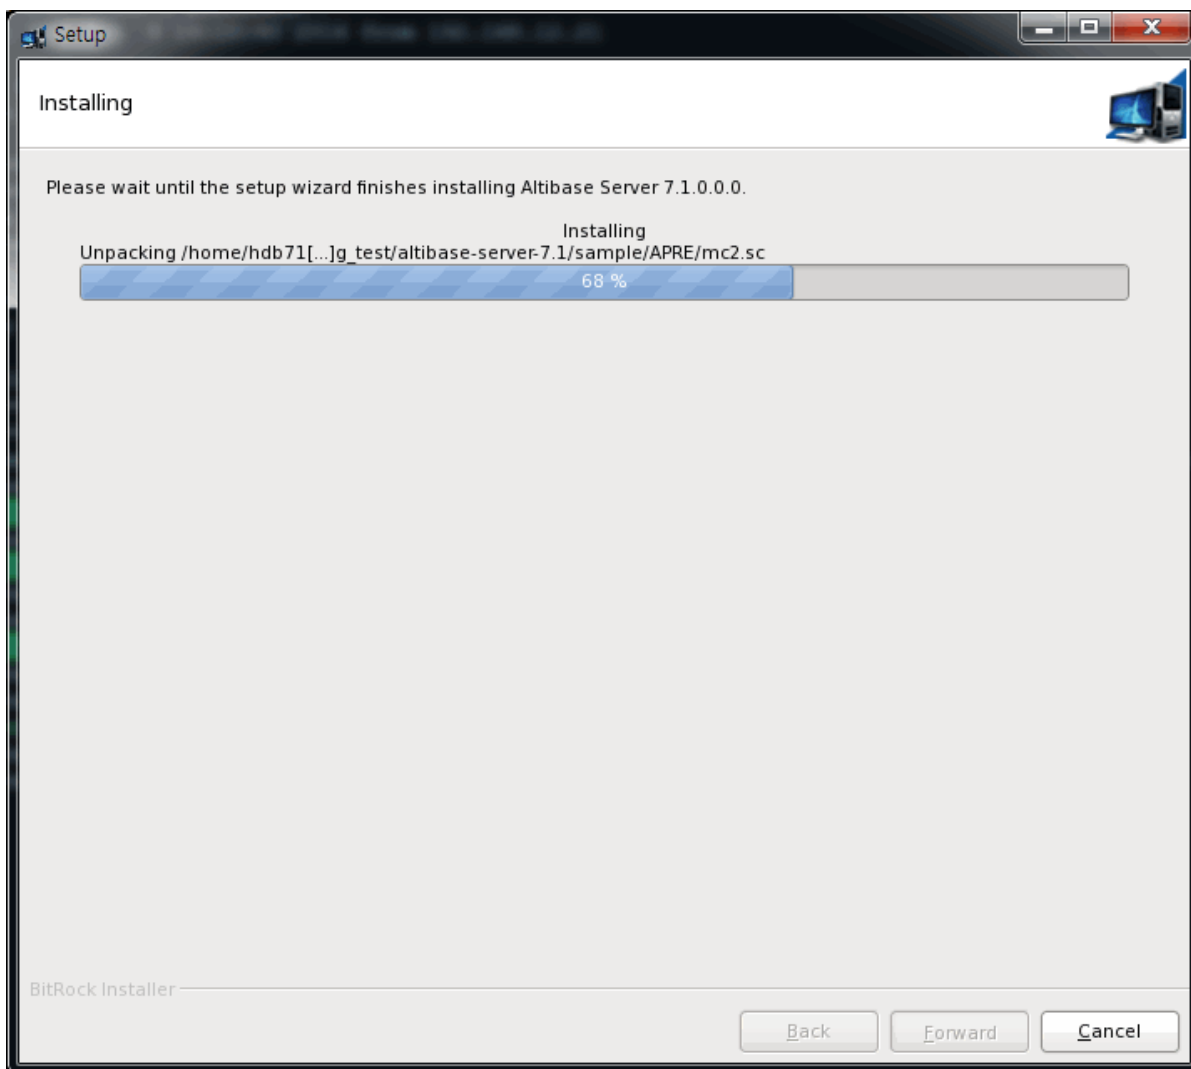 Setup
Installing
Please wait until the setup wizard finishes installing Altibase Server 7.1.0.0.0.
Installing
Unpacking /home/hdb71[...]g_test/altibase-server-7.1/sample/APRE/mc2.sc
68 %
BitRock Installer
Back
Forward
Cancel